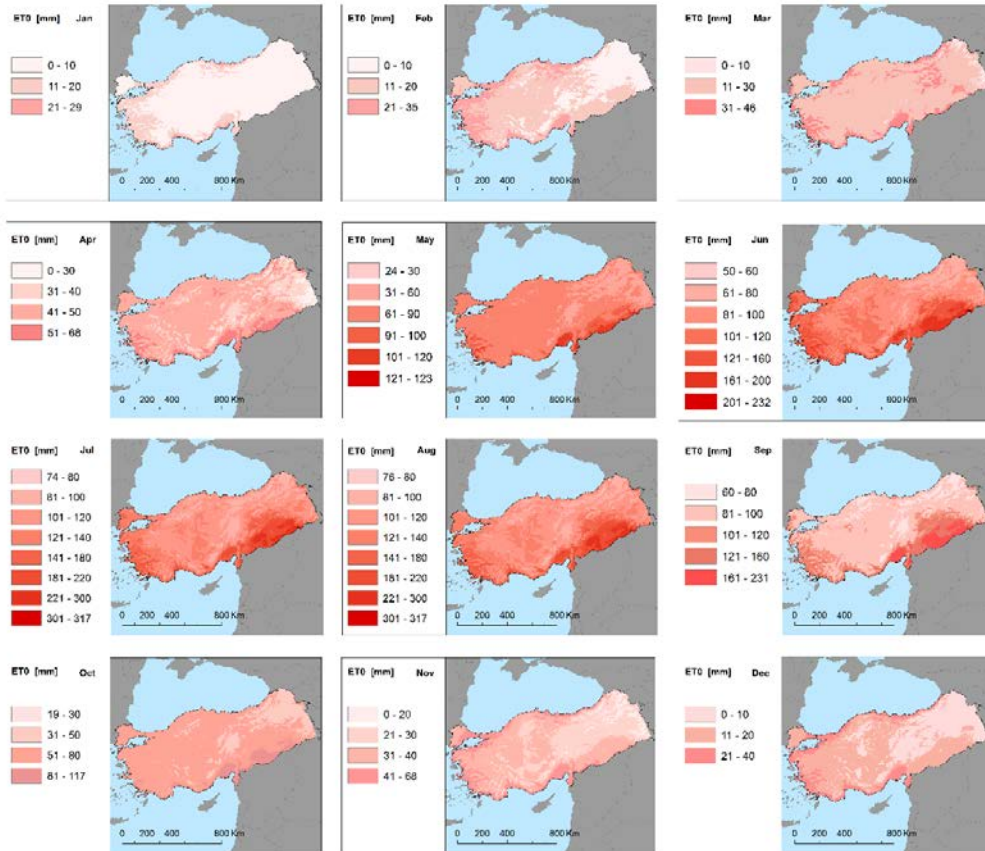 ET0 [mm] Jan
0 - 10
11 - 20
21 - 29
0 200 400 800 Km
ET0 [mm] Feb
0 - 10
11 - 20
21 - 35
0 200 400 800 Km
ET0 [mm] Mar
0 - 10
11 - 30
31 - 46
0 200 400 800 Km
ET0 [mm] Apr
0 - 30
31 - 40
41 - 50
51 - 68
0 200 400 800 Km
ET0 [mm] May
24 - 30
31 - 60
61 - 90
91 - 100
101 - 120
121 - 123
0 200 400 800 Km
ET0 [mm] Jun
50 - 60
61 - 80
81 - 100
101 - 120
121 - 160
161 - 200
201 - 232
0 200 400 800 Km
ET0 [mm] Jul
74 - 80
81 - 100
101 - 120
121 - 140
141 - 180
181 - 220
221 - 300
301 - 317
0 200 400 800 Km
ET0 [mm] Aug
76 - 80
81 - 100
101 - 120
121 - 140
141 - 180
181 - 220
221 - 300
301 - 317
0 200 400 800 Km
ET0 [mm] Sep
60 - 80
81 - 100
101 - 120
121 - 160
161 - 231
0 200 400 800 Km
ET0 [mm] Oct
19 - 30
31 - 50
51 - 80
81 - 117
0 200 400 800 Km
ET0 [mm] Nov
0 - 20
21 - 30
31 - 40
41 - 68
0 200 400 800 Km
ET0 [mm] Dec
0 - 10
11 - 20
21 - 40
0 200 400 800 Km